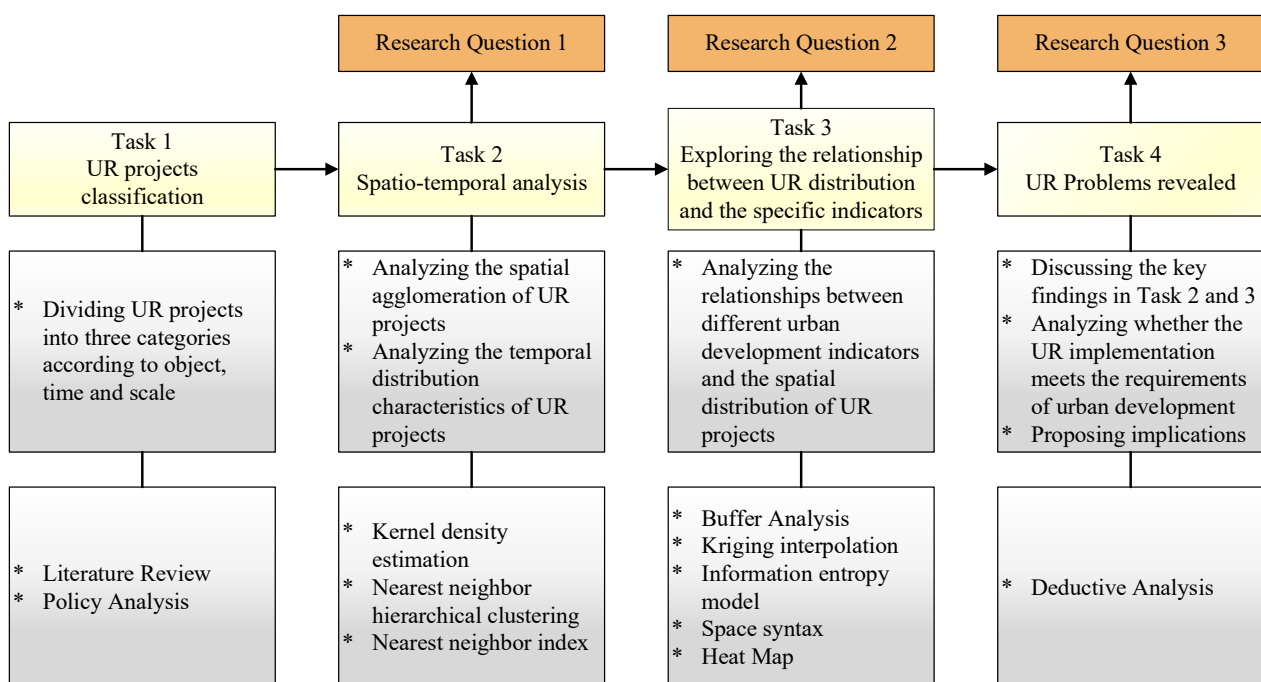 Research Question 1
Research Question 2
Research Question 3
Task 1
UR projects
classification
Task 2
Spatio-temporal analysis
Task 3
Exploring the relationship
between UR distribution
and the specific indicators
Task 4
UR Problems revealed
* Dividing UR projects
into three categories
according to object,
time and scale
* Analyzing the spatial
agglomeration of UR
projects
* Analyzing the temporal
distribution
characteristics of UR
projects
* Analyzing the
relationships between
different urban
development indicators
and the spatial
distribution of UR
projects
* Discussing the key
findings in Task 2 and 3
* Analyzing whether the
UR implementation
meets the requirements
of urban development
* Proposing implications
* Literature Review
* Policy Analysis
* Kernel density
estimation
* Nearest neighbor
hierarchical clustering
* Nearest neighbor index
* Buffer Analysis
* Kriging interpolation
* Information entropy
model
* Space syntax
* Heat Map
* Deductive Analysis